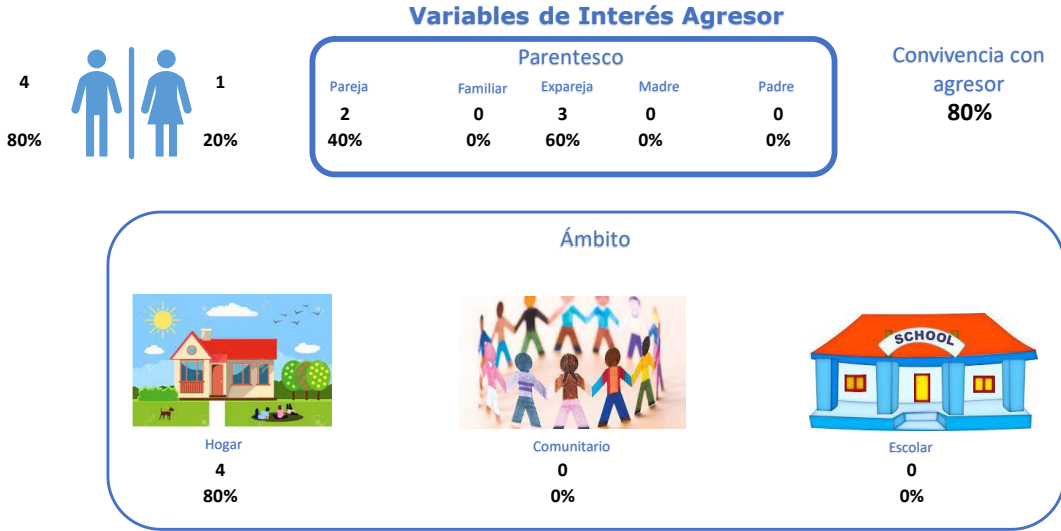 Variables de Interés Agresor
4
80%
1
20%
Parentesco
Pareja Familiar Expareja Madre Padre
2 0 3 0 0
40% 0% 60% 0% 0%
Convivencia con
agresor
80%
Ámbito
SCHOOL
Hogar Comunitario Escolar
4 0 0
80% 0% 0%